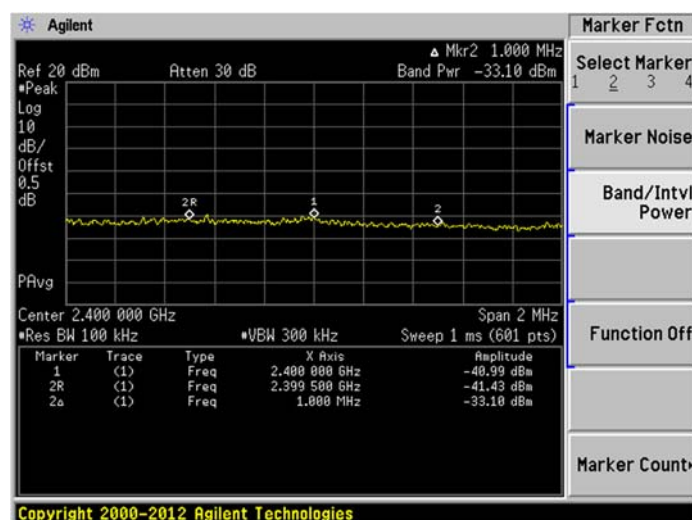 Agilent
Marker Fctn
Δ Mkr2 1.000 MHz
Ref 20 dBm Atten 30 dB Band Pwr -33.10 dBm
Select Marker
1 2 3 4
Peak
Log
10
dB/
Offst
0.5
dB
Marker Noise
Band/Intvl
Power
2R 1 2
PAvg
Function Off
Center 2.400 000 GHz Span 2 MHz
Res BW 100 kHz VBW 300 kHz Sweep 1 ms (601 pts)
Marker Trace Type X Axis Amplitude
1 (1) Freq 2.400 000 GHz -40.99 dBm
2R (1) Freq 2.399 500 GHz -41.43 dBm
2Δ (1) Freq 1.000 MHz -33.10 dBm
Marker Count
Copyright 2000-2012 Agilent Technologies